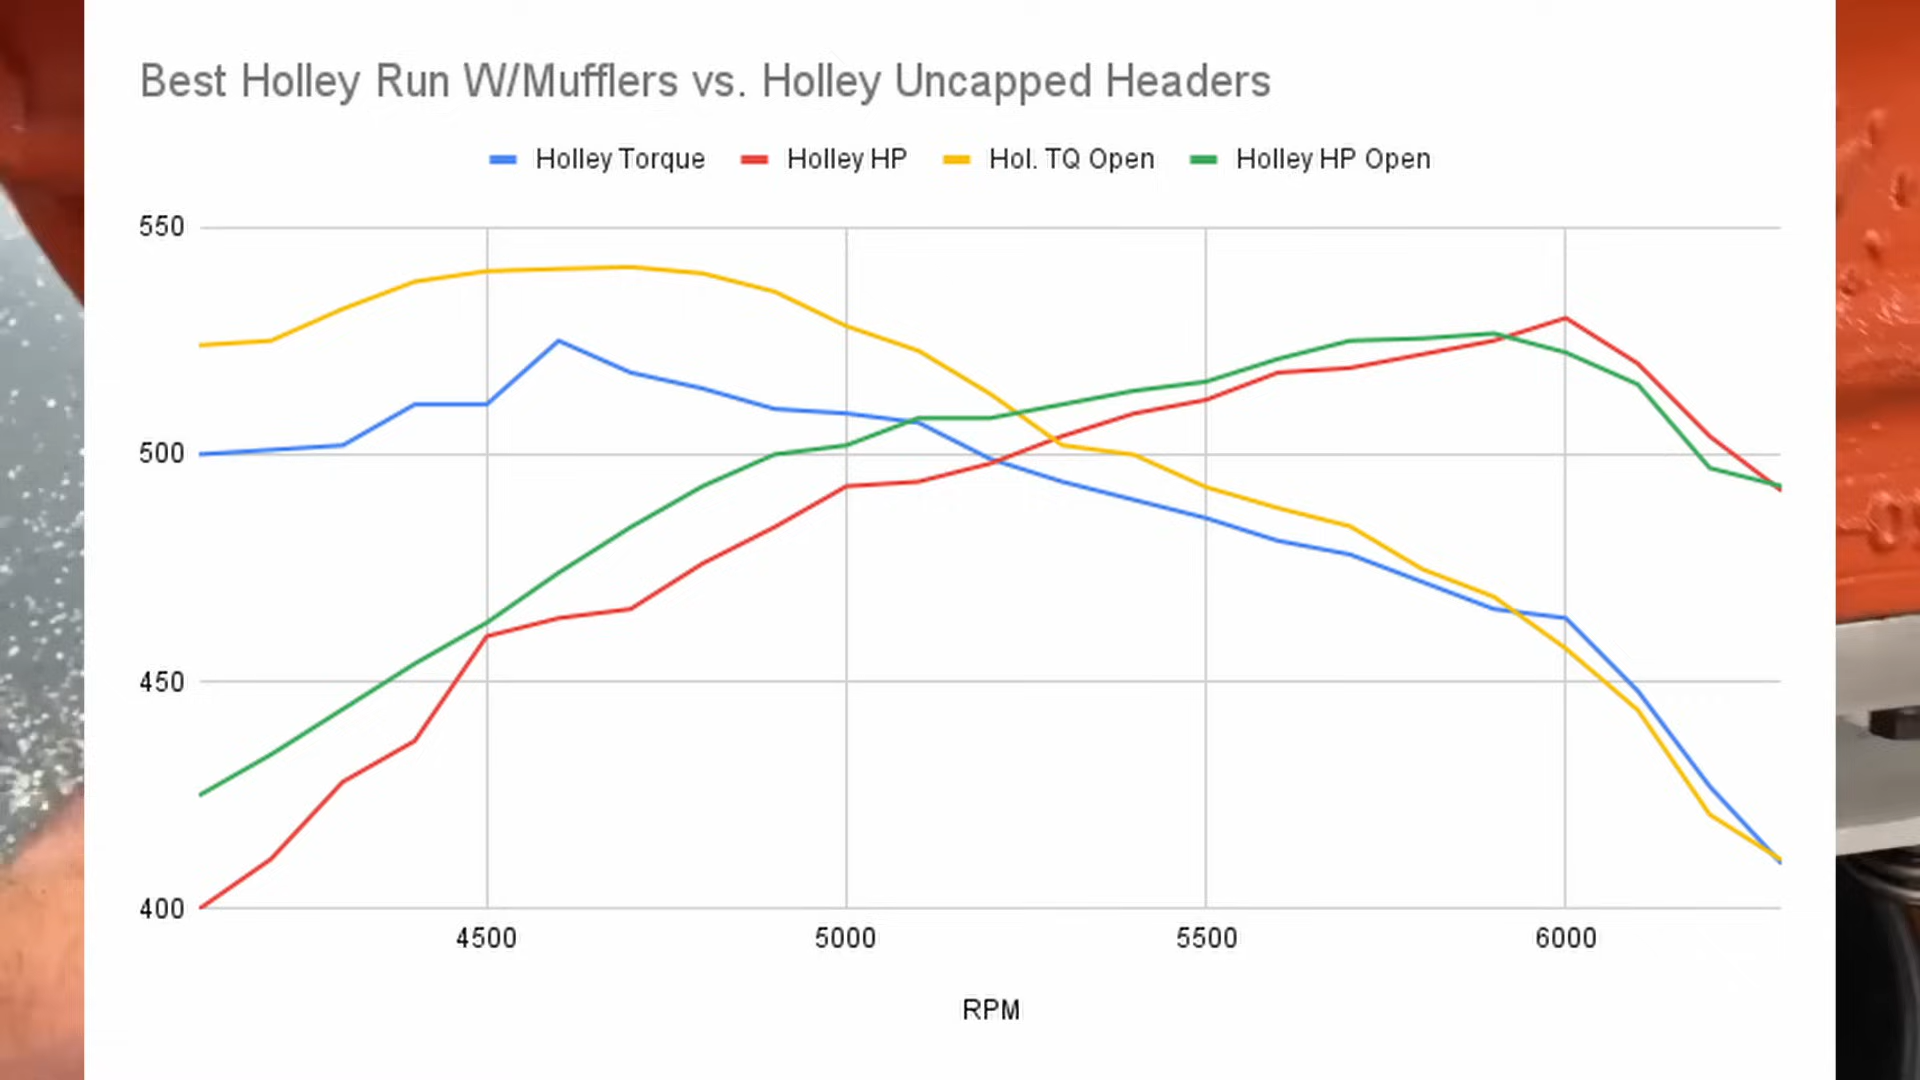 Best Holley Run W/Mufflers vs. Holley Uncapped Headers
Holley Torque Holley HP Hol. TQ Open Holley HP Open
550
500
450
400
4500 5000 5500 6000
RPM